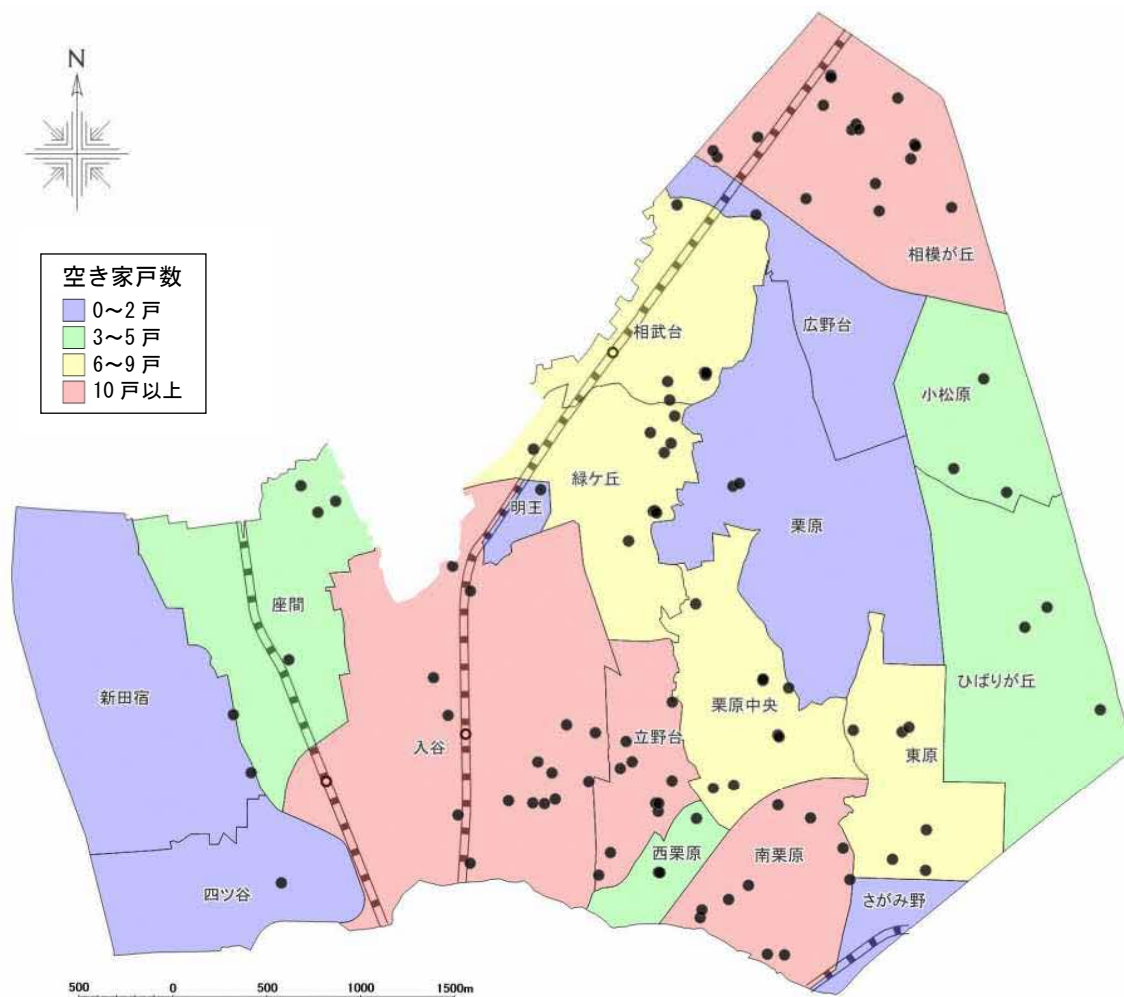 N
空き家戸数
0～2 戸
3～5 戸
6～9 戸
10 戸以上
相模が丘
広野台
相武台
小松原
緑ケ丘
明王
栗原
座間
新田宿
ひばりが丘
栗原中央
入谷
立野台
東原
西栗原
南栗原
四ツ谷
さがみ野
500 0 500 1000 1500m